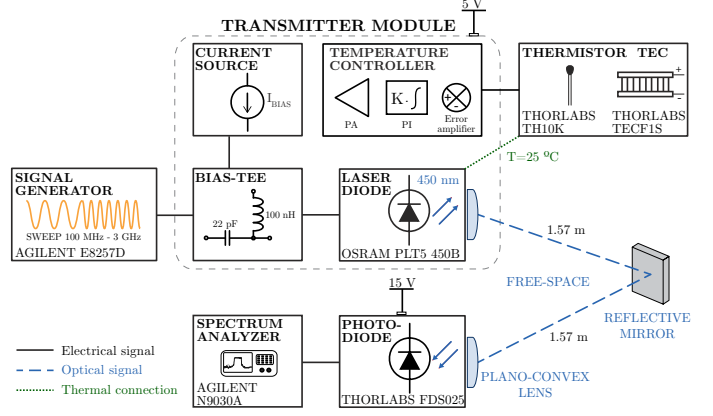 5 V
TRANSMITTER MODULE
CURRENT
SOURCE
I BIAS
TEMPERATURE
CONTROLLER
K·∫
PA
PI
Error
amplifier
THERMISTOR TEC
+
-
THORLABS
TH10K
THORLABS
TECF1S
T=25 ºC
SIGNAL
GENERATOR
SWEEP 100 MHz - 3 GHz
AGILENT E8257D
BIAS-TEE
22 pF
100 nH
LASER
DIODE
450 nm
OSRAM PLT5 450B
1.57 m
FREE-SPACE
REFLECTIVE
MIRROR
1.57 m
15 V
SPECTRUM
ANALYZER
AGILENT
N9030A
PHOTO-
DIODE
THORLABS FDS025
PLANO-CONVEX
LENS
Electrical signal
Optical signal
Thermal connection